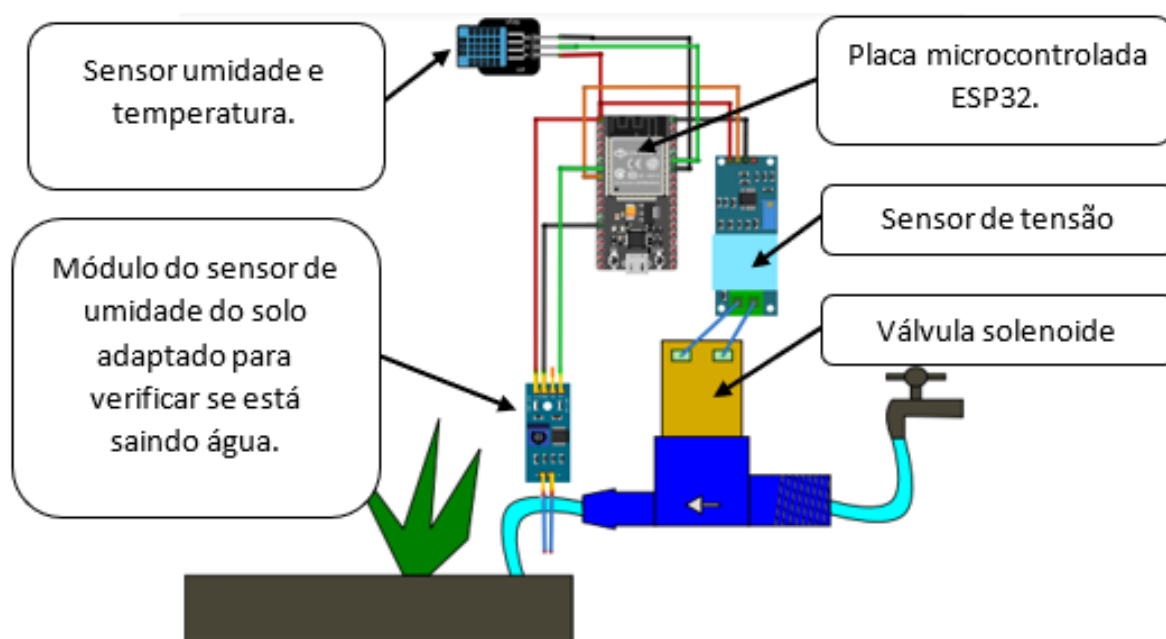 Sensor umidade e
temperatura.
Placa microcontrolada
ESP32.
Sensor de tensão
Módulo do sensor de
umidade do solo
adaptado para
verificar se está
saindo água.
Válvula solenoide